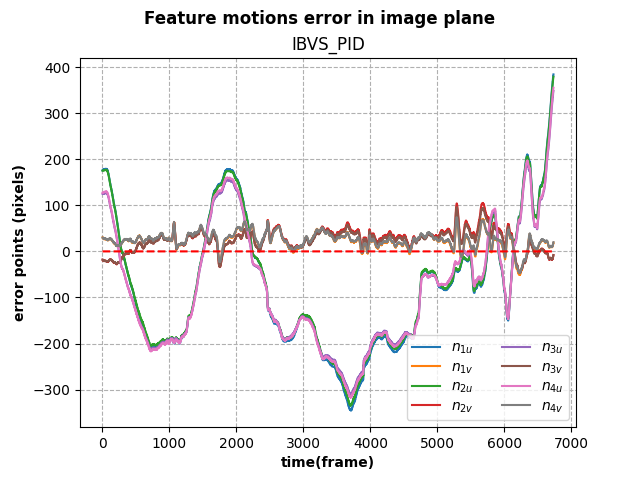 Feature motions error in image plane
IBVS_PID
error points (pixels)
400
300
200
100
0
−100
−200
−300
0 1000 2000 3000 4000 5000 6000 7000
time(frame)
n1u n3u
n1v n3v
n2u n4u
n2v n4v